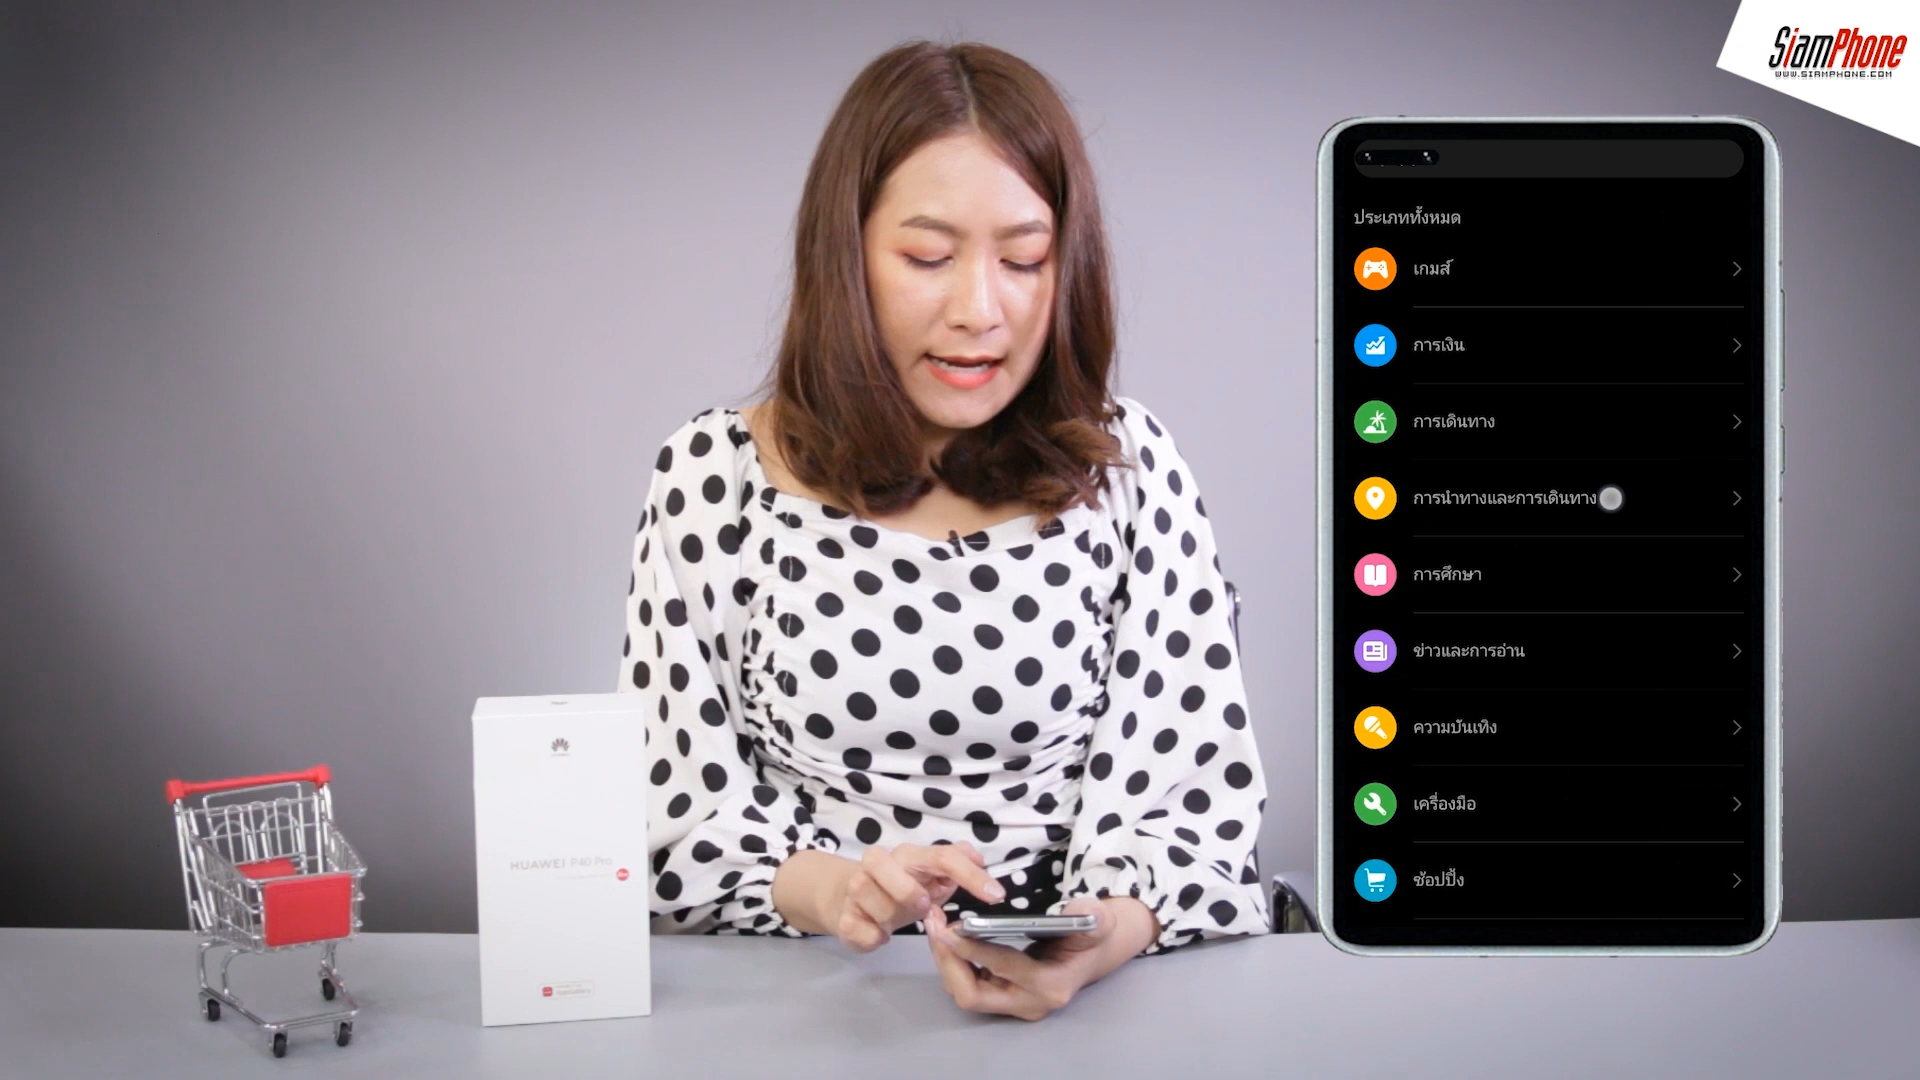 SiamPhone
WWW.SIAMPHONE.COM
ประเภททั้งหมด
เกมส์
การเงิน
การเดินทาง
การนำทางและการเดินทาง
การศึกษา
ข่าวและการอ่าน
ความบันเทิง
เครื่องมือ
ช้อปปิ้ง
HUAWEI P40 Pro